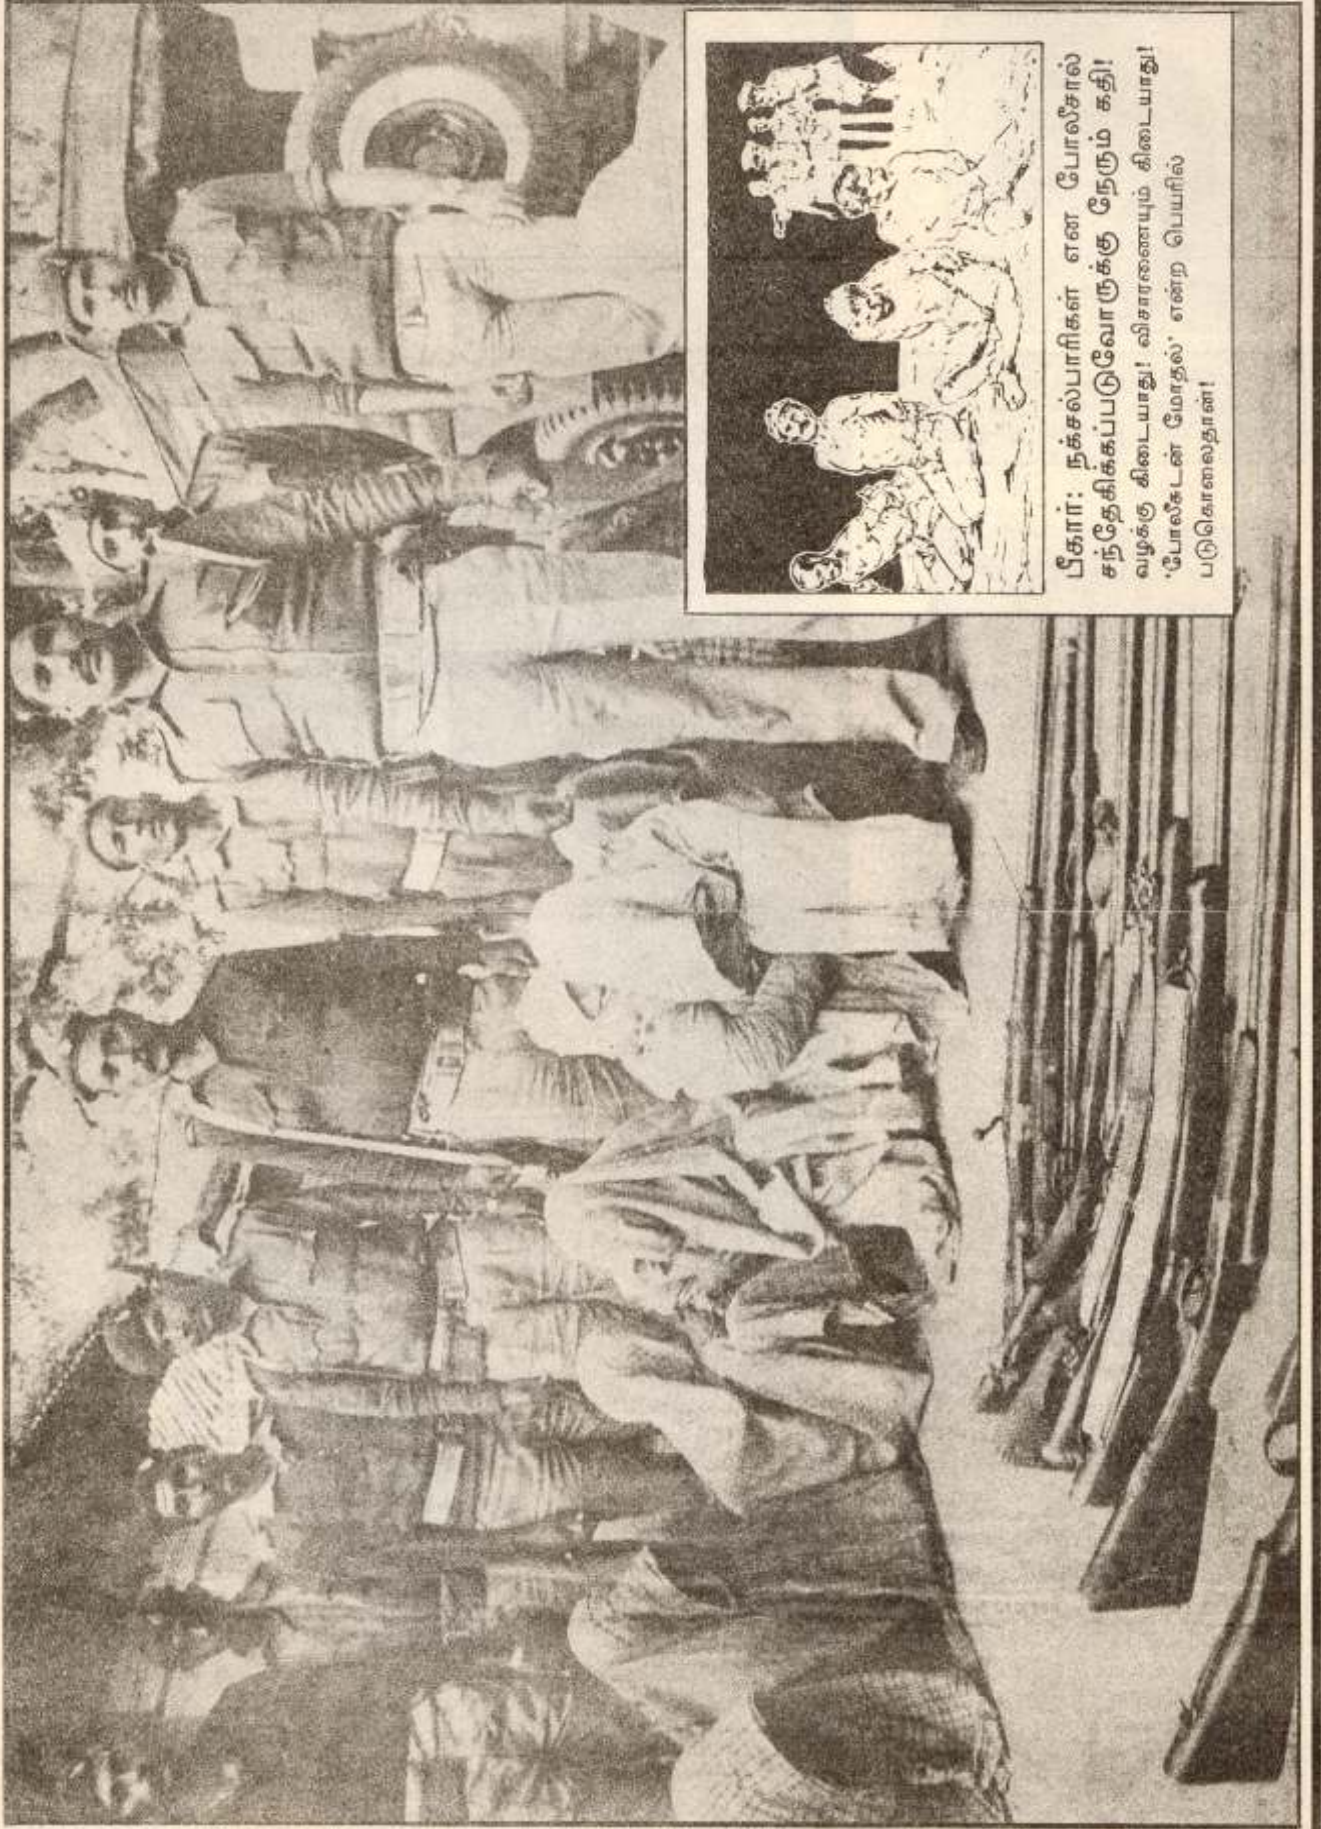 பீகார்: நக்சல்பாரிகள் என போலீசால்
சந்தேகிக்கப்படுவோருக்கு நேரும் கதி!
வழக்கு கிடையாது! விசாரணையும் கிடையாது!
'போலீசுடன் மோதல்' என்ற பெயரில்
படுகொலைதான்!